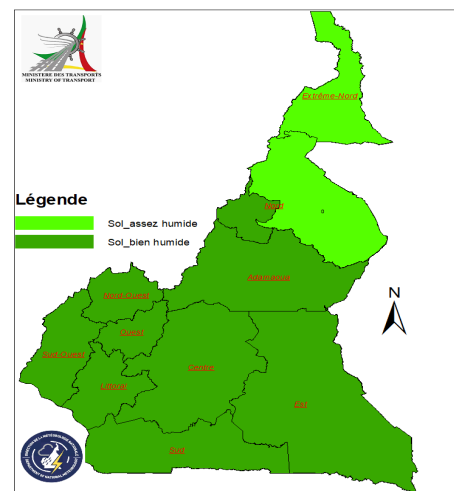 MINISTERE DES TRANSPORTS
MINISTRY OF TRANSPORT
Extrême-Nord
Légende
Nord
Sol_assez humide
Sol_bien humide
Adamaoua
N
Nord-Ouest
Ouest
Sud-Ouest
Centre
Littoral
Est
Sud